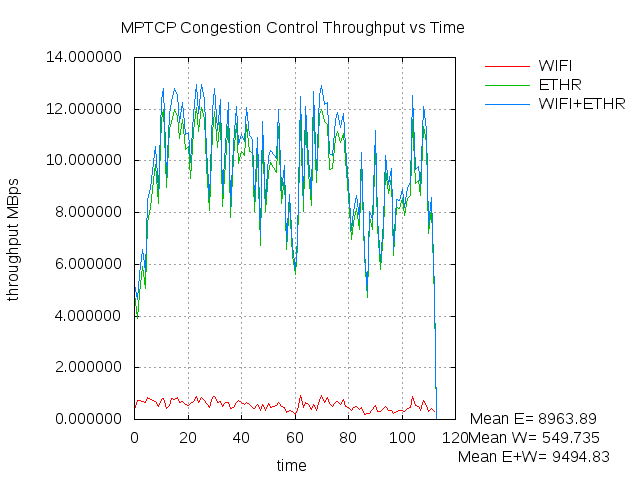 MPTCP Congestion Control Throughput vs Time
14.000000
12.000000
10.000000
8.000000
6.000000
4.000000
2.000000
0.000000
throughput MBps
0 20 40 60 80 100 120
time
WIFI
ETHR
WIFI+ETHR
Mean E= 8963.89
Mean W= 549.735
Mean E+W= 9494.83